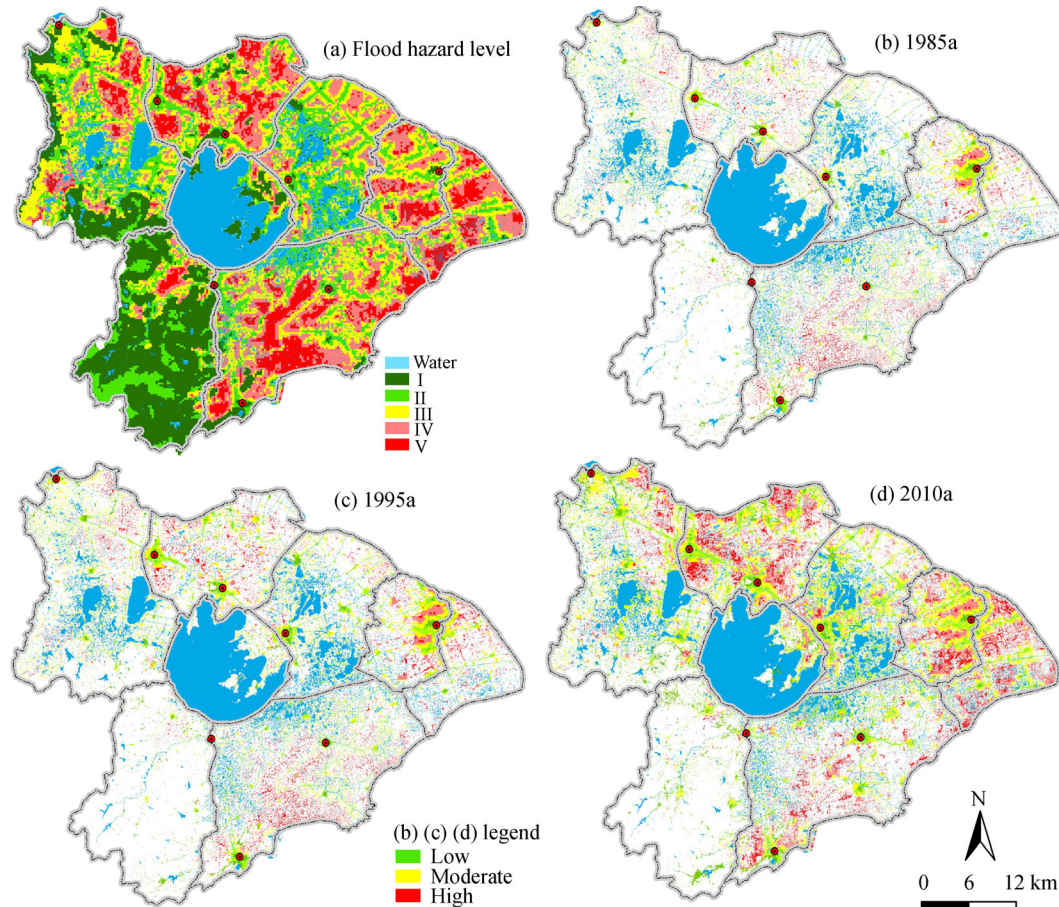 (a) Flood hazard level
Water
I
II
III
IV
V
(b) 1985a
(c) 1995a
(b) (c) (d) legend
Low
Moderate
High
(d) 2010a
N
0 6 12 km